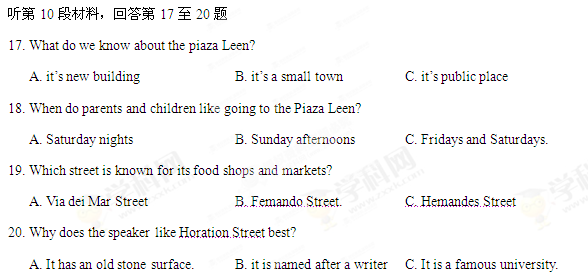 听第 10 段材料，回答第 17 至 20 题
17. What do we know about the piaza Leen?
A. it's new building B. it's a small town C. it's public place
18. When do parents and children like going to the Piaza Leen?
A. Saturday nights B. Sunday afternoons C. Fridays and Saturdays.
19. Which street is known for its food shops and markets?
A. Via dei Mar Street B. Femando Street. C. Hemandes Street
20. Why does the speaker like Horation Street best?
A. It has an old stone surface. B. it is named after a writer C. It is a famous university.